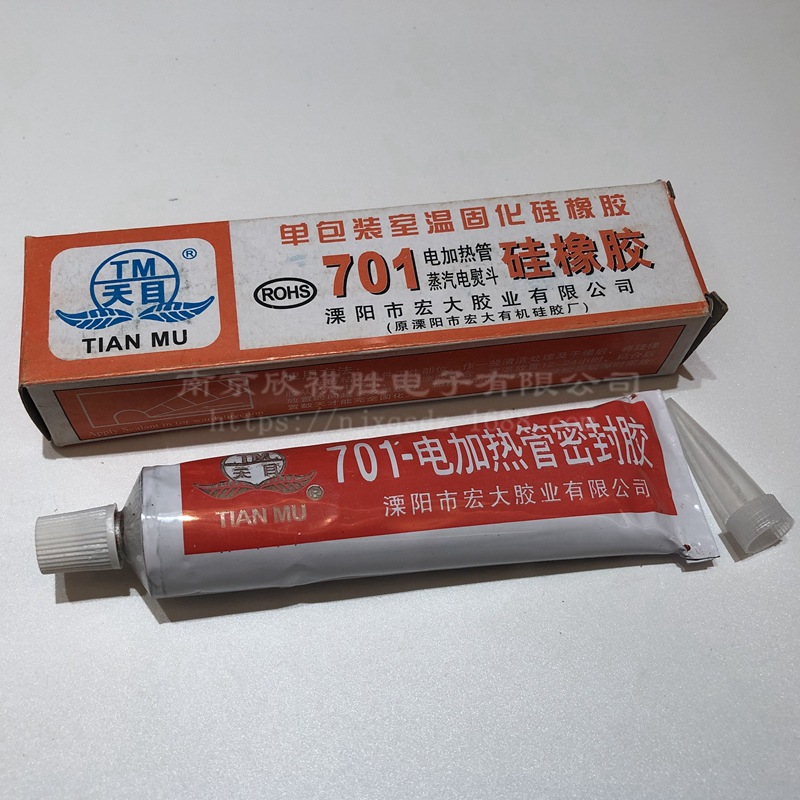 单包装室温固化硅橡胶
TM
天目
®
TIAN MU
ROHS
701
电加热管
蒸汽电熨斗
硅橡胶
溧阳市宏大胶业有限公司
(原溧阳市宏大有机硅胶厂)
南京欣祺胜电子有限公司
TM
天目
®
TIAN MU
701-电加热管密封胶
溧阳市宏大胶业有限公司